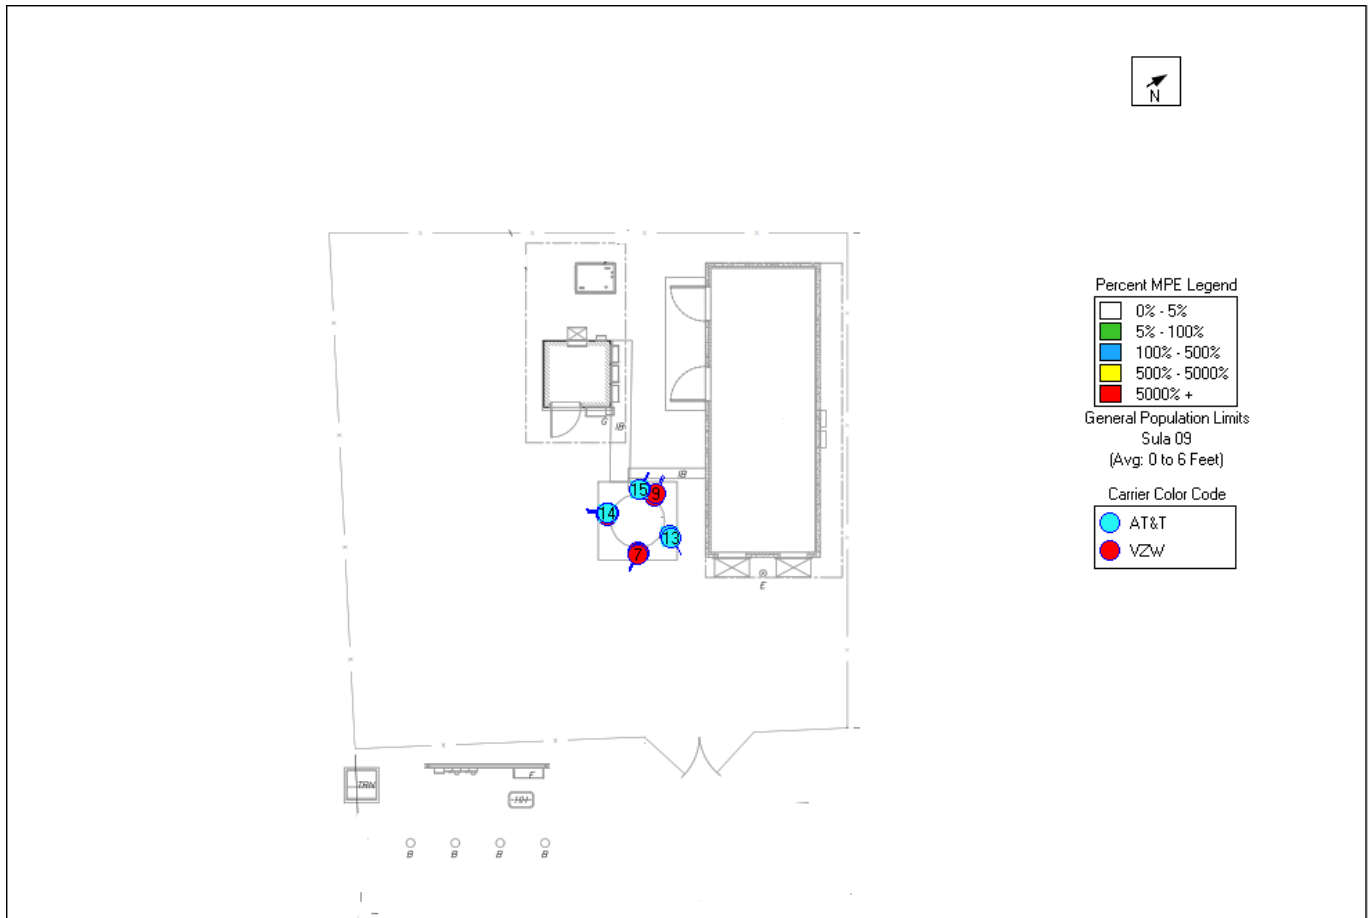 N
Percent MPE Legend
0% - 5%
5% - 100%
100% - 500%
500% - 5000%
5000% +
General Population Limits
Sula 09
(Avg: 0 to 6 Feet)
Carrier Color Code
AT&T
VZW
G
IB
IB
15
9
14
13
7
E
TRN
F
HH
B
B
B
B